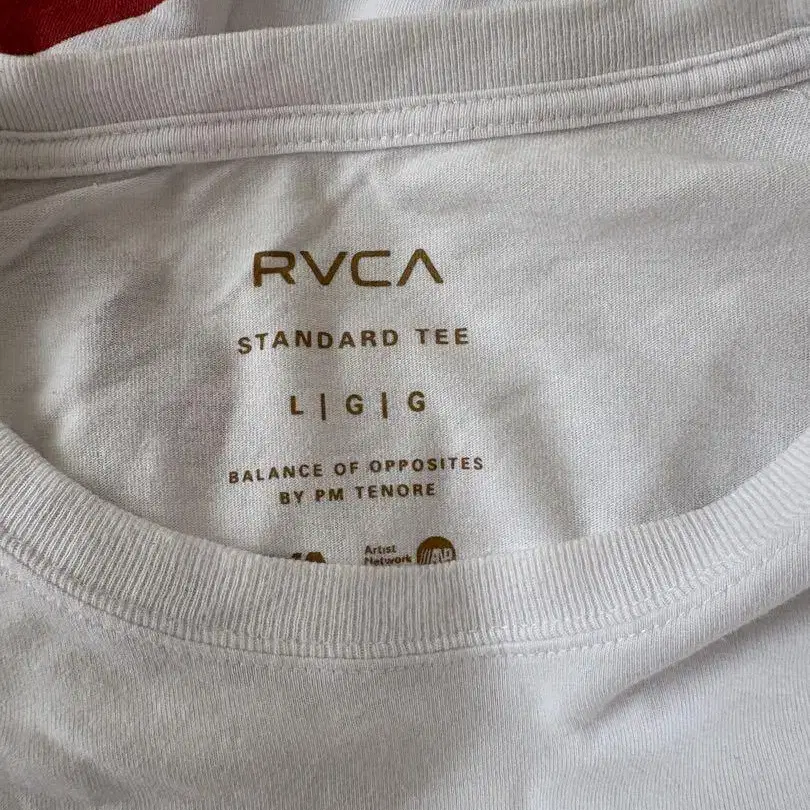 RVCA
STANDARD TEE
L | G | G
BALANCE OF OPPOSITES
BY PM TENORE
Artist
Network